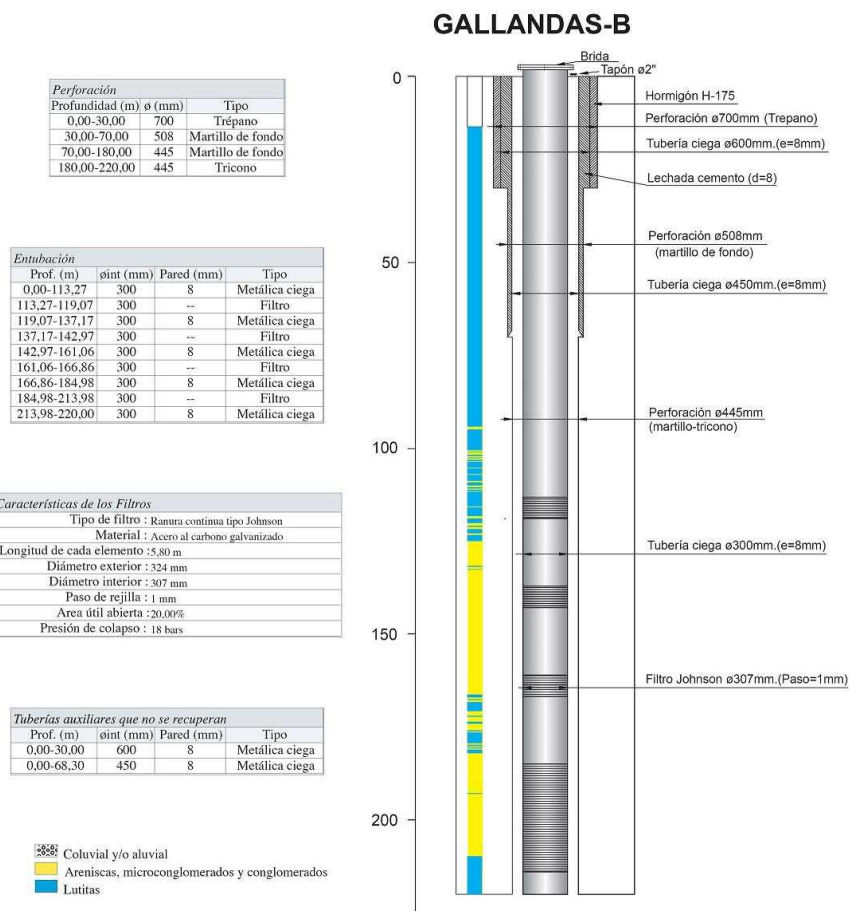 GALLANDAS-B
Perforación
Profundidad (m) ø (mm) Tipo
0,00-30,00 700 Trépano
30,00-70,00 508 Martillo de fondo
70,00-180,00 445 Martillo de fondo
180,00-220,00 445 Tricono
Entubación
Prof. (m) øint (mm) Pared (mm) Tipo
0,00-113,27 300 8 Metálica ciega
113,27-119,07 300 -- Filtro
119,07-137,17 300 8 Metálica ciega
137,17-142,97 300 -- Filtro
142,97-161,06 300 8 Metálica ciega
161,06-166,86 300 -- Filtro
166,86-184,98 300 8 Metálica ciega
184,98-213,98 300 -- Filtro
213,98-220,00 300 8 Metálica ciega
Características de los Filtros
Tipo de filtro : Ranura continua tipo Johnson
Material : Acero al carbono galvanizado
Longitud de cada elemento : 5,80 m
Diámetro exterior : 324 mm
Diámetro interior : 307 mm
Paso de rejilla : 1 mm
Area útil abierta : 20,00%
Presión de colapso : 18 bars
Tuberías auxiliares que no se recuperan
Prof. (m) øint (mm) Pared (mm) Tipo
0,00-30,00 600 8 Metálica ciega
0,00-68,30 450 8 Metálica ciega
Coluvial y/o aluvial
Areniscas, microconglomerados y conglomerados
Lutitas
0
50
100
150
200
Brida
Tapón ø2"
Hormigón H-175
Perforación ø700mm (Trepano)
Tubería ciega ø600mm.(e=8mm)
Lechada cemento (d=8)
Perforación ø508mm
(martillo de fondo)
Tubería ciega ø450mm.(e=8mm)
Perforación ø445mm
(martillo-tricono)
Tubería ciega ø300mm.(e=8mm)
Filtro Johnson ø307mm.(Paso=1mm)